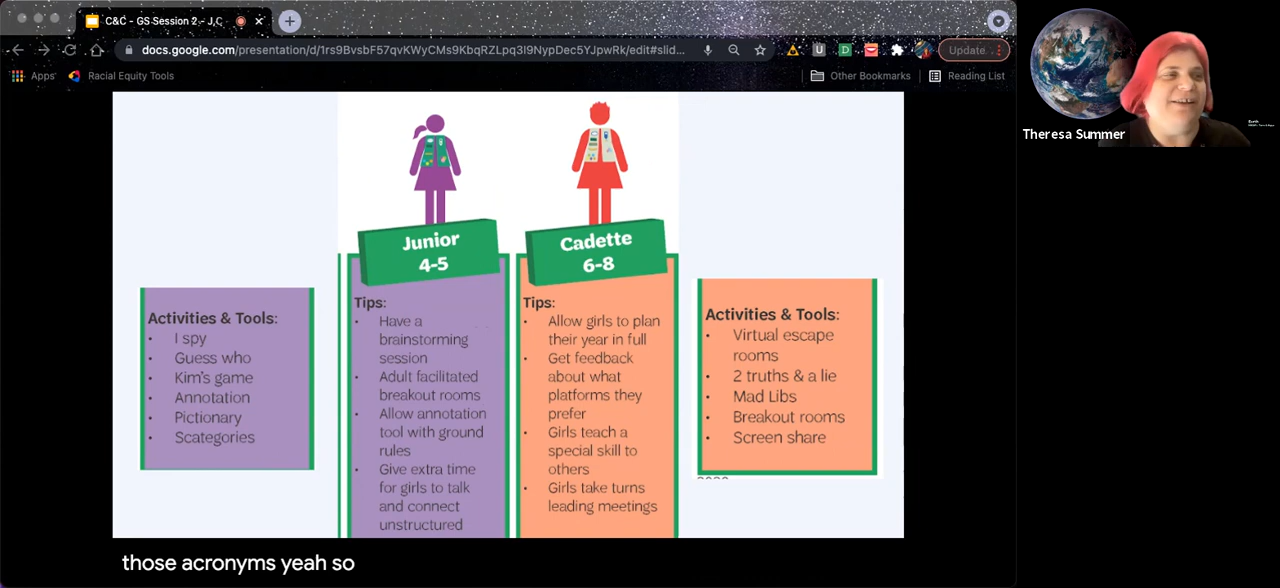 C&C - GS Session 2 - J,C
docs.google.com/presentation/d/1rs9BvsbF57qvKWyCMs9KbqRZLpq3l9NypDec5YJpwRk/edit#slid...
Update
Apps
Racial Equity Tools
Other Bookmarks
Reading List
Theresa Summer
Junior
4-5
Cadette
6-8
Activities & Tools:
• I spy
• Guess who
• Kim's game
• Annotation
• Pictionary
• Scategories
Tips:
• Have a
brainstorming
session
• Adult facilitated
breakout rooms
• Allow annotation
tool with ground
rules
• Give extra time
for girls to talk
and connect
unstructured
Tips:
• Allow girls to plan
their year in full
• Get feedback
about what
platforms they
prefer
• Girls teach a
special skill to
others
• Girls take turns
leading meetings
Activities & Tools:
• Virtual escape
rooms
• 2 truths & a lie
• Mad Libs
• Breakout rooms
• Screen share
those acronyms yeah so